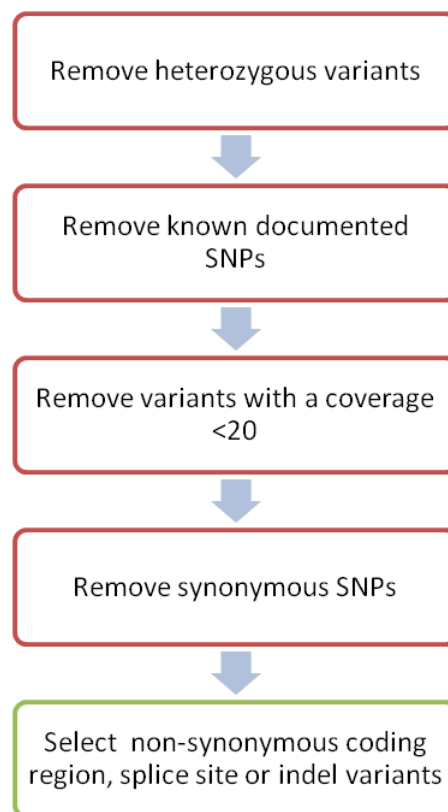 Remove heterozygous variants
Remove known documented
SNPs
Remove variants with a coverage
<20
Remove synonymous SNPs
Select non-synonymous coding
region, splice site or indel variants